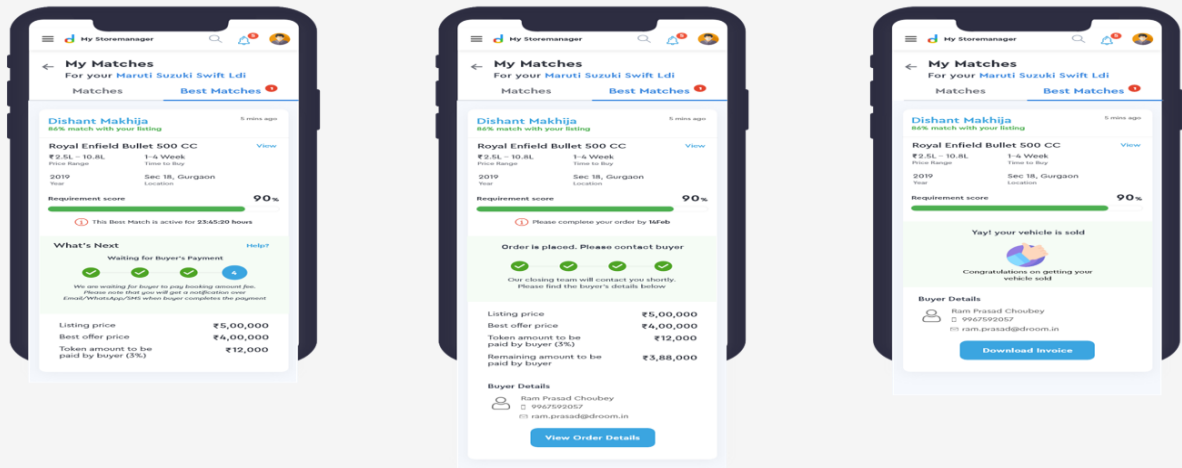 My Storemanager
5
My Matches
For your Maruti Suzuki Swift Ldi
Matches Best Matches
Dishant Makhija 5 mins ago
86% match with your listing
Royal Enfield Bullet 500 CC View
₹2.5L - 10.8L 1-4 Week
Price Range Time to Buy
2019 Sec 18, Gurgaon
Year Location
Requirement score 90%
This Best Match is active for 23:45:20 hours
What's Next Help?
Waiting for Buyer's Payment
4
We are waiting for buyer to pay booking amount fee.
Please note that you will get a notification over
Email/WhatsApp/SMS when buyer completes the payment
Listing price ₹5,00,000
Best offer price ₹4,00,000
Token amount to be
paid by buyer (3%) ₹12,000
My Storemanager
5
My Matches
For your Maruti Suzuki Swift Ldi
Matches Best Matches
Dishant Makhija 5 mins ago
86% match with your listing
Royal Enfield Bullet 500 CC View
₹2.5L - 10.8L 1-4 Week
Price Range Time to Buy
2019 Sec 18, Gurgaon
Year Location
Requirement score 90%
Please complete your order by 14Feb
Order is placed. Please contact buyer
Our closing team will contact you shortly.
Please find the buyer's details below
Listing price ₹5,00,000
Best offer price ₹4,00,000
Token amount to be
paid by buyer (3%) ₹12,000
Remaining amount to be
paid by buyer ₹3,88,000
Buyer Details
Ram Prasad Choubey
9967592057
ram.prasad@droom.in
View Order Details
My Storemanager
5
My Matches
For your Maruti Suzuki Swift Ldi
Matches Best Matches
Dishant Makhija 5 mins ago
86% match with your listing
Royal Enfield Bullet 500 CC View
₹2.5L - 10.8L 1-4 Week
Price Range Time to Buy
2019 Sec 18, Gurgaon
Year Location
Requirement score 90%
Yay! your vehicle is sold
Congratulations on getting your
vehicle sold
Buyer Details
Ram Prasad Choubey
9967592057
ram.prasad@droom.in
Download Invoice